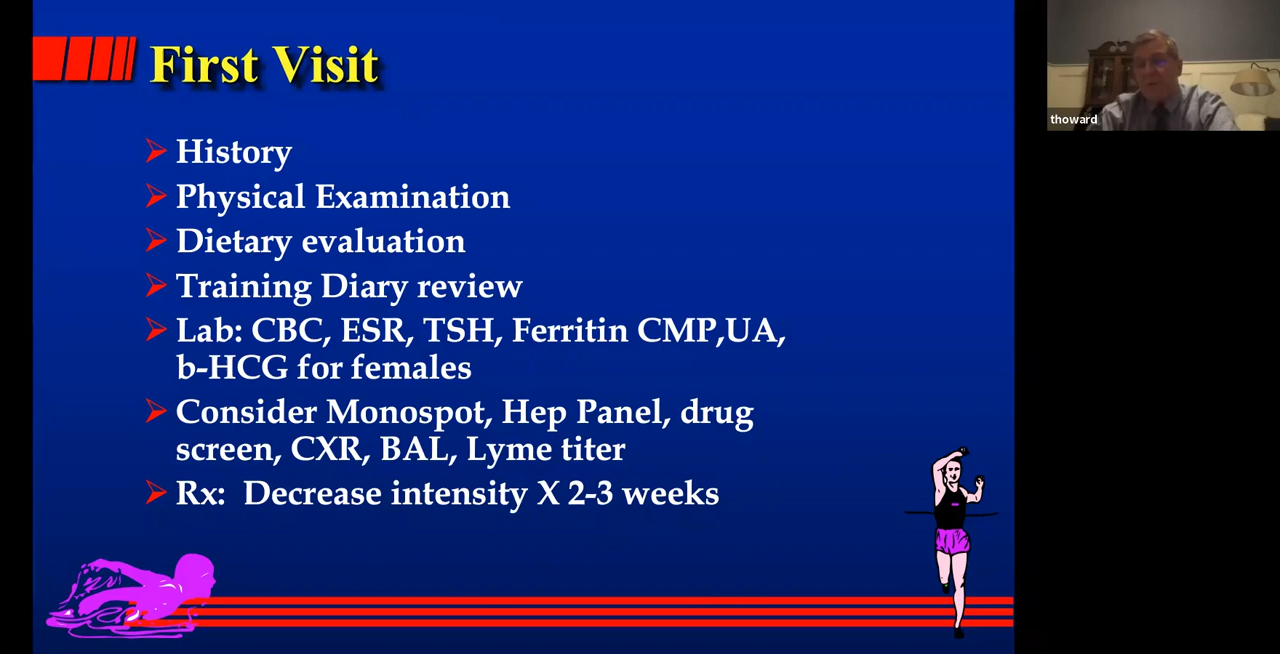 First Visit
History
Physical Examination
Dietary evaluation
Training Diary review
Lab: CBC, ESR, TSH, Ferritin CMP,UA,
b-HCG for females
Consider Monospot, Hep Panel, drug
screen, CXR, BAL, Lyme titer
Rx: Decrease intensity X 2-3 weeks
thoward